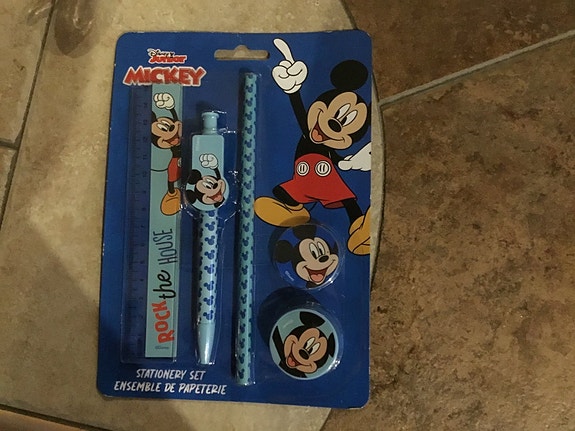 Disney
Junior
MICKEY
ROCK the HOUSE
STATIONERY SET
ENSEMBLE DE PAPETERIE